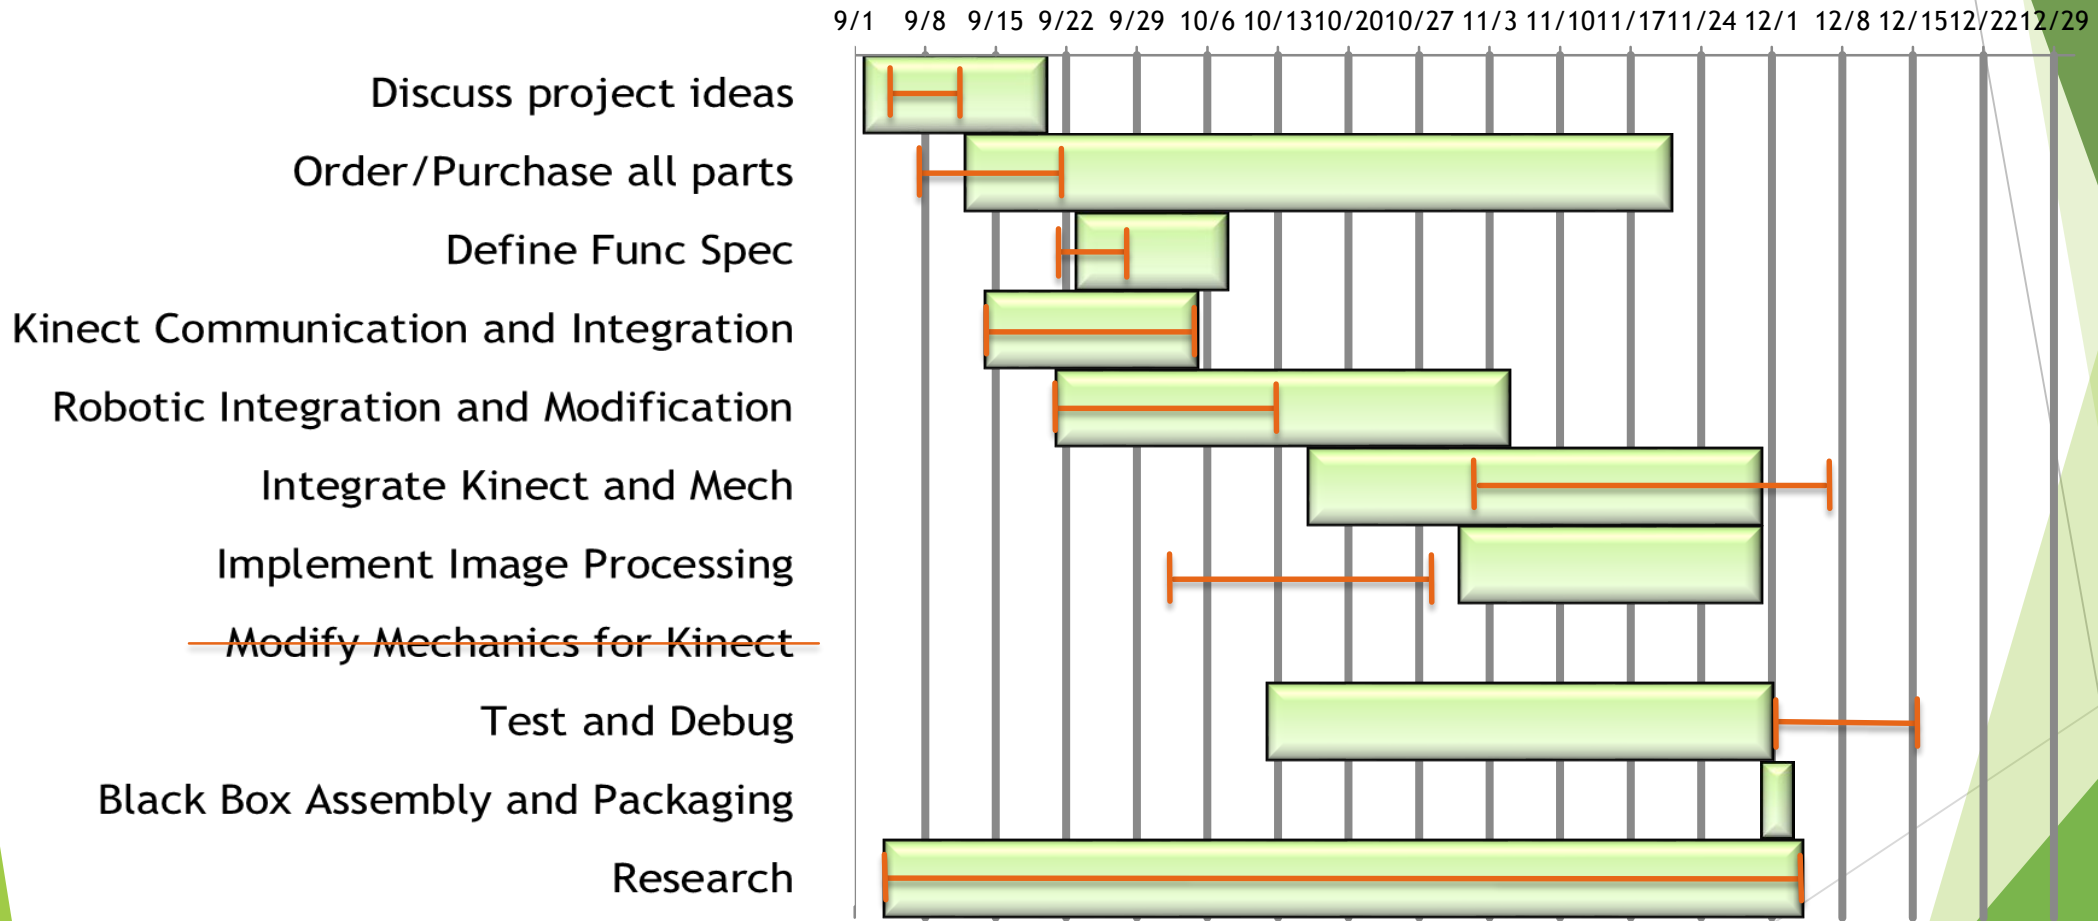 9/1 9/8 9/15 9/22 9/29 10/6 10/13 10/20 10/27 11/3 11/10 11/17 11/24 12/1 12/8 12/15 12/22 12/29
Discuss project ideas
Order/Purchase all parts
Define Func Spec
Kinect Communication and Integration
Robotic Integration and Modification
Integrate Kinect and Mech
Implement Image Processing
Modify Mechanics for Kinect
Test and Debug
Black Box Assembly and Packaging
Research